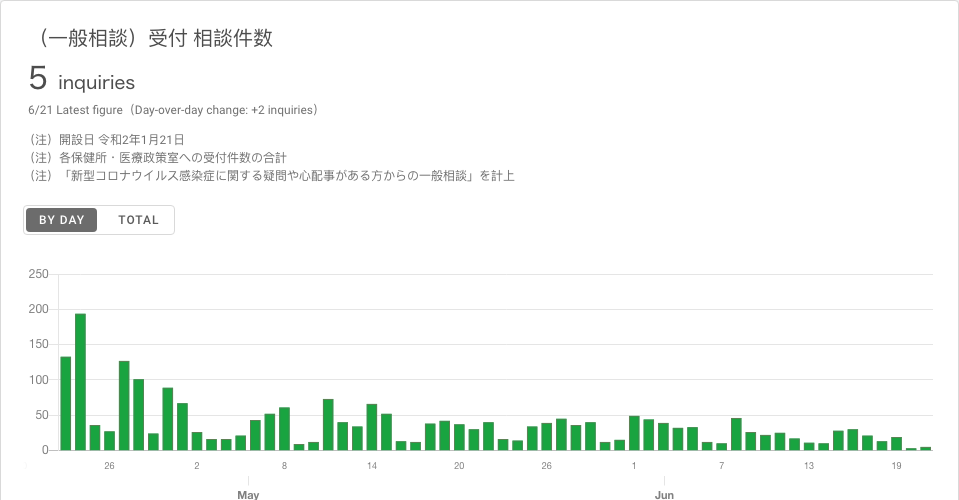 （一般相談）受付 相談件数
5 inquiries
6/21 Latest figure（Day-over-day change: +2 inquiries）
（注）開設日 令和2年1月21日
（注）各保健所・医療政策室への受付件数の合計
（注）「新型コロナウイルス感染症に関する疑問や心配事がある方からの一般相談」を計上
BY DAY TOTAL
250
200
150
100
50
0
26 2 8 14 20 26 1 7 13 19
May Jun